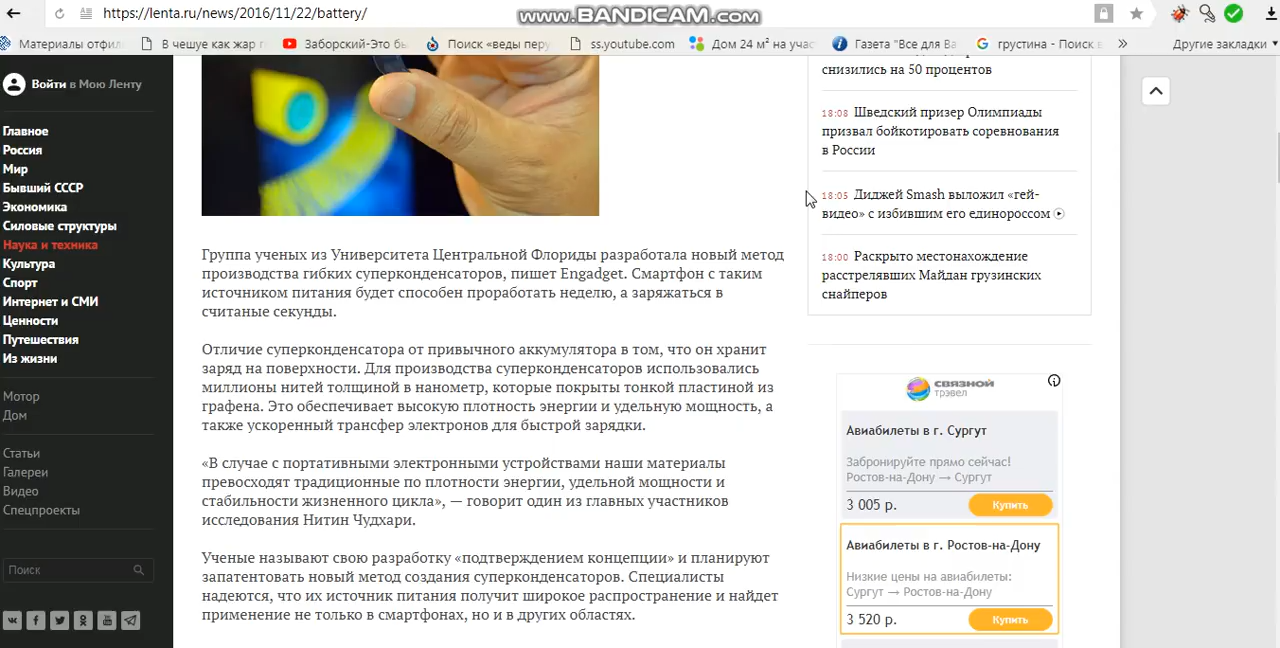 https://lenta.ru/news/2016/11/22/battery/
www.BANDICAM.com
Материалы отфил
В чешуе как жар г
Заборский-Это бы
Поиск «веды перу
ss.youtube.com
Дом 24 м² на учас
Газета "Все для Ва
грустина - Поиск в
Другие закладки
Войти в Мою Ленту
Главное
Россия
Мир
Бывший СССР
Экономика
Силовые структуры
Наука и техника
Культура
Спорт
Интернет и СМИ
Ценности
Путешествия
Из жизни
Мотор
Дом
Статьи
Галереи
Видео
Спецпроекты
Поиск
Группа ученых из Университета Центральной Флориды разработала новый метод
производства гибких суперконденсаторов, пишет Engadget. Смартфон с таким
источником питания будет способен проработать неделю, а заряжаться в
считаные секунды.
Отличие суперконденсатора от привычного аккумулятора в том, что он хранит
заряд на поверхности. Для производства суперконденсаторов использовались
миллионы нитей толщиной в нанометр, которые покрыты тонкой пластиной из
графена. Это обеспечивает высокую плотность энергии и удельную мощность, а
также ускоренный трансфер электронов для быстрой зарядки.
«В случае с портативными электронными устройствами наши материалы
превосходят традиционные по плотности энергии, удельной мощности и
стабильности жизненного цикла», — говорит один из главных участников
исследования Нитин Чудхари.
Ученые называют свою разработку «подтверждением концепции» и планируют
запатентовать новый метод создания суперконденсаторов. Специалисты
надеются, что их источник питания получит широкое распространение и найдет
применение не только в смартфонах, но и в других областях.
снизились на 50 процентов
18:08 Шведский призер Олимпиады
призвал бойкотировать соревнования
в России
18:05 Диджей Smash выложил «гей-
видео» с избившим его единороссом
18:00 Раскрыто местонахождение
расстрелявших Майдан грузинских
снайперов
связной
трэвел
Авиабилеты в г. Сургут
Забронируйте прямо сейчас!
Ростов-на-Дону → Сургут
3 005 р. Купить
Авиабилеты в г. Ростов-на-Дону
Низкие цены на авиабилеты:
Сургут → Ростов-на-Дону
3 520 р. Купить